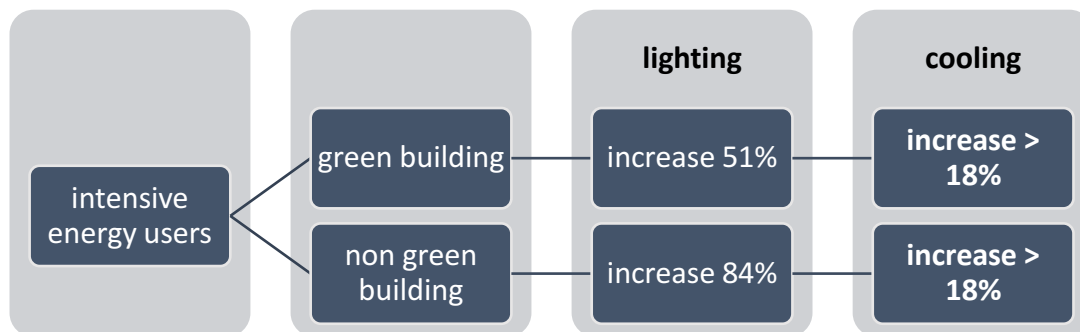 lighting
cooling
intensive
energy users
green building
increase 51%
increase >
18%
non green
building
increase 84%
increase >
18%